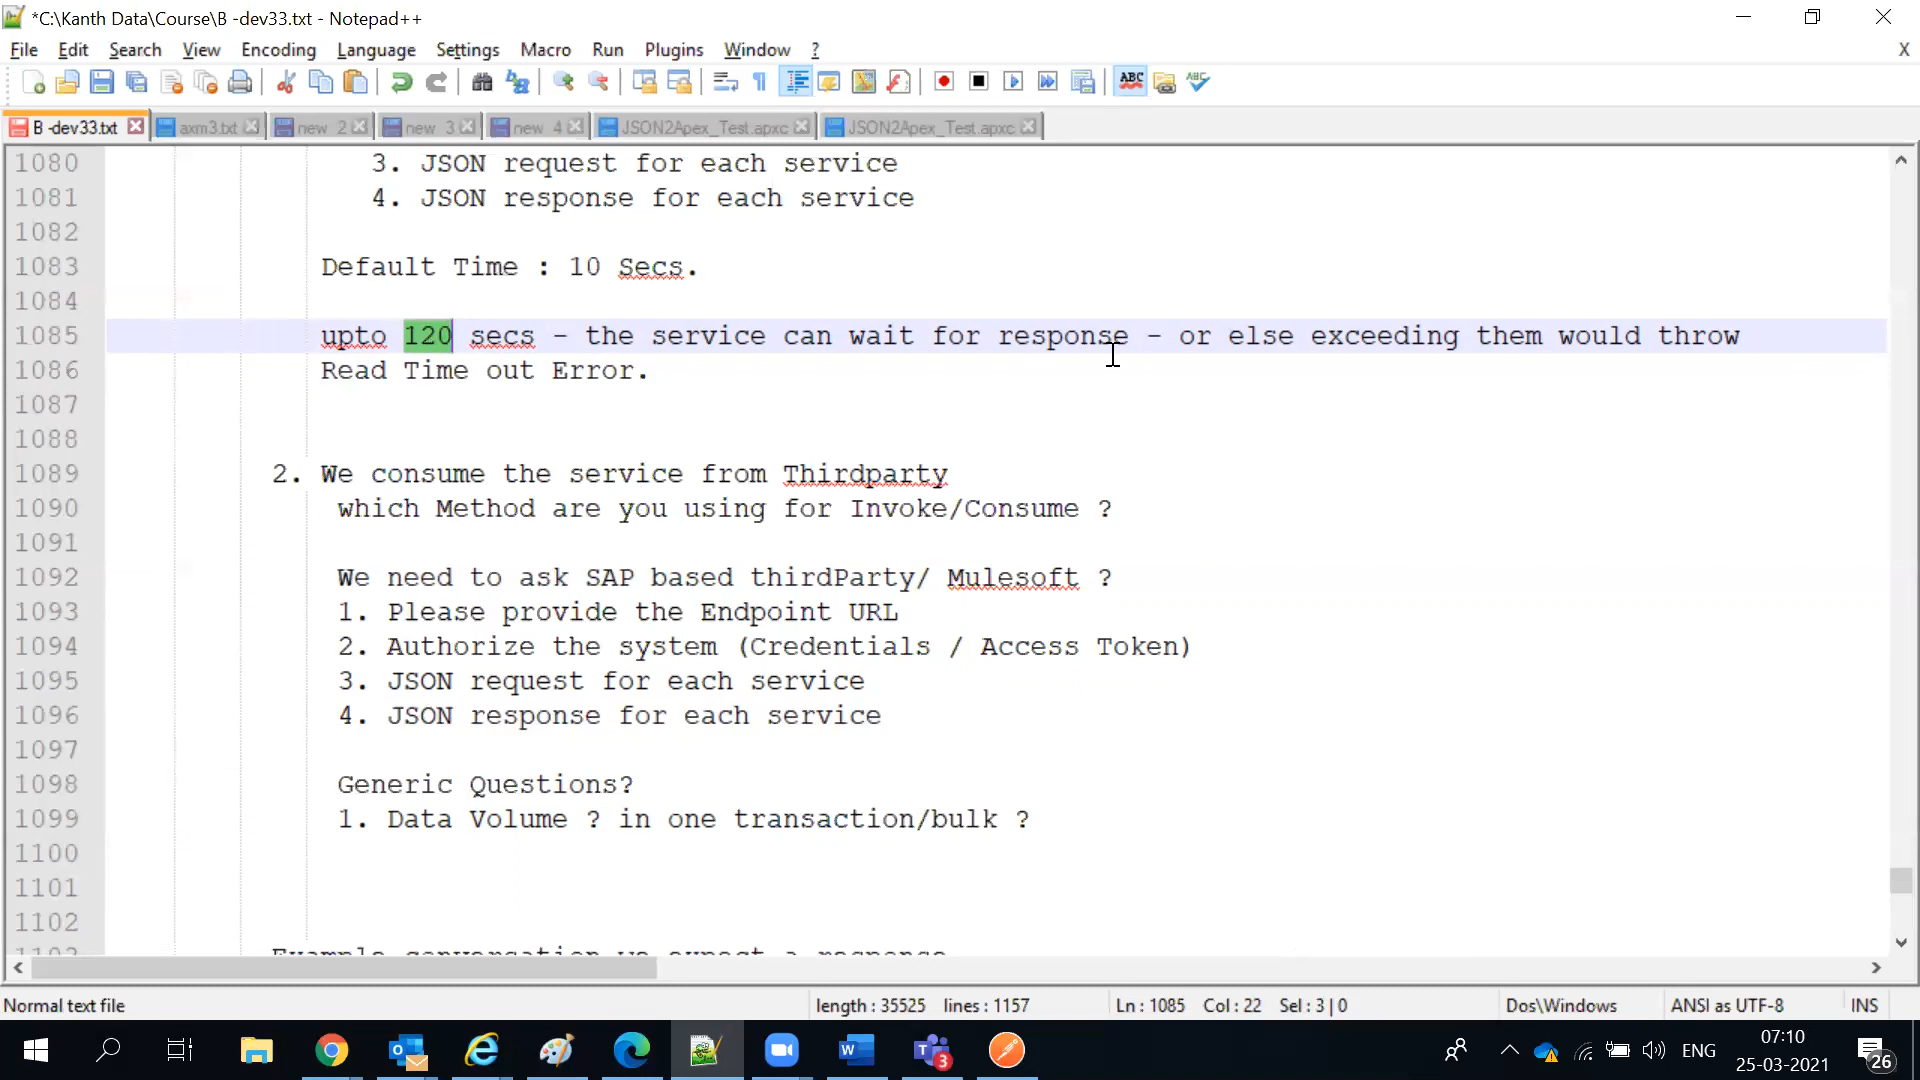 *C:\Kanth Data\Course\B -dev33.txt - Notepad++
File Edit Search View Encoding Language Settings Macro Run Plugins Window ? X
B -dev33.txt axm3.txt new 2 new 3 new 4 JSON2Apex_Test.apxc JSON2Apex_Test.apxc
1080 3. JSON request for each service
1081 4. JSON response for each service
1082
1083 Default Time : 10 Secs.
1084
1085 upto 120 secs - the service can wait for response - or else exceeding them would throw
1086 Read Time out Error.
1087
1088
1089 2. We consume the service from Thirdparty
1090 which Method are you using for Invoke/Consume ?
1091
1092 We need to ask SAP based thirdParty/ Mulesoft ?
1093 1. Please provide the Endpoint URL
1094 2. Authorize the system (Credentials / Access Token)
1095 3. JSON request for each service
1096 4. JSON response for each service
1097
1098 Generic Questions?
1099 1. Data Volume ? in one transaction/bulk ?
1100
1101
1102
1103 Example conversation we expect a response
Normal text file length : 35525 lines : 1157 Ln : 1085 Col : 22 Sel : 3 | 0 Dos\Windows ANSI as UTF-8 INS
ENG 07:10
25-03-2021 26
3